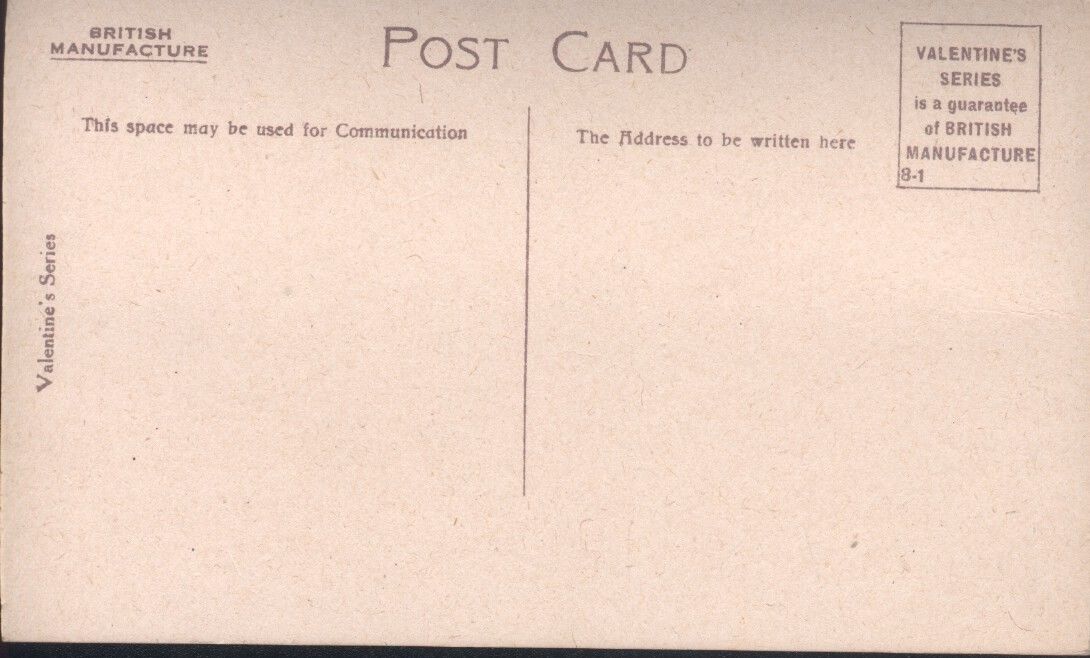 BRITISH
MANUFACTURE
POST CARD
VALENTINE'S
SERIES
is a guarantee
of BRITISH
MANUFACTURE
8-1
This space may be used for Communication
The Address to be written here
Valentine's Series